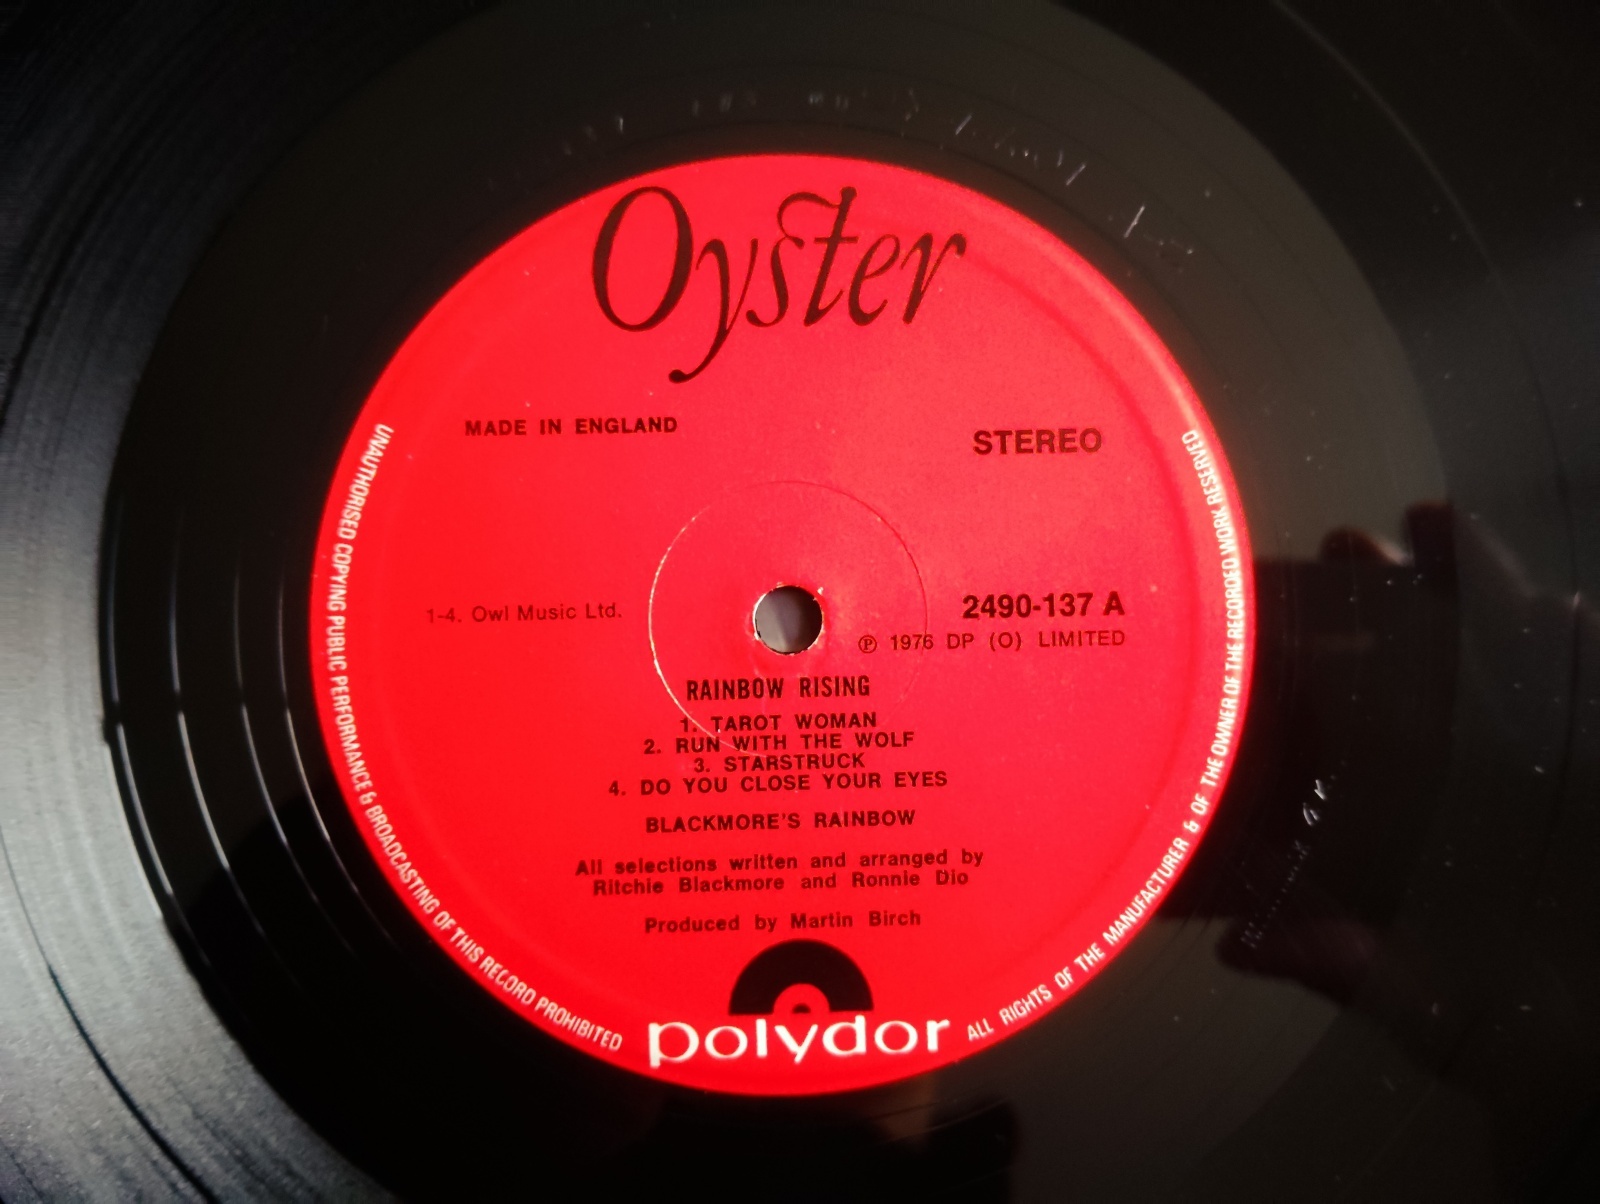 Oyster
MADE IN ENGLAND
STEREO
1-4. Owl Music Ltd.
2490-137 A
℗ 1976 DP (O) LIMITED
RAINBOW RISING
1. TAROT WOMAN
2. RUN WITH THE WOLF
3. STARSTRUCK
4. DO YOU CLOSE YOUR EYES
BLACKMORE'S RAINBOW
All selections written and arranged by
Ritchie Blackmore and Ronnie Dio
Produced by Martin Birch
polydor
UNAUTHORISED COPYING PUBLIC PERFORMANCE & BROADCASTING OF THIS RECORD PROHIBITED
ALL RIGHTS OF THE MANUFACTURER & OF THE OWNER OF THE RECORDED WORK RESERVED